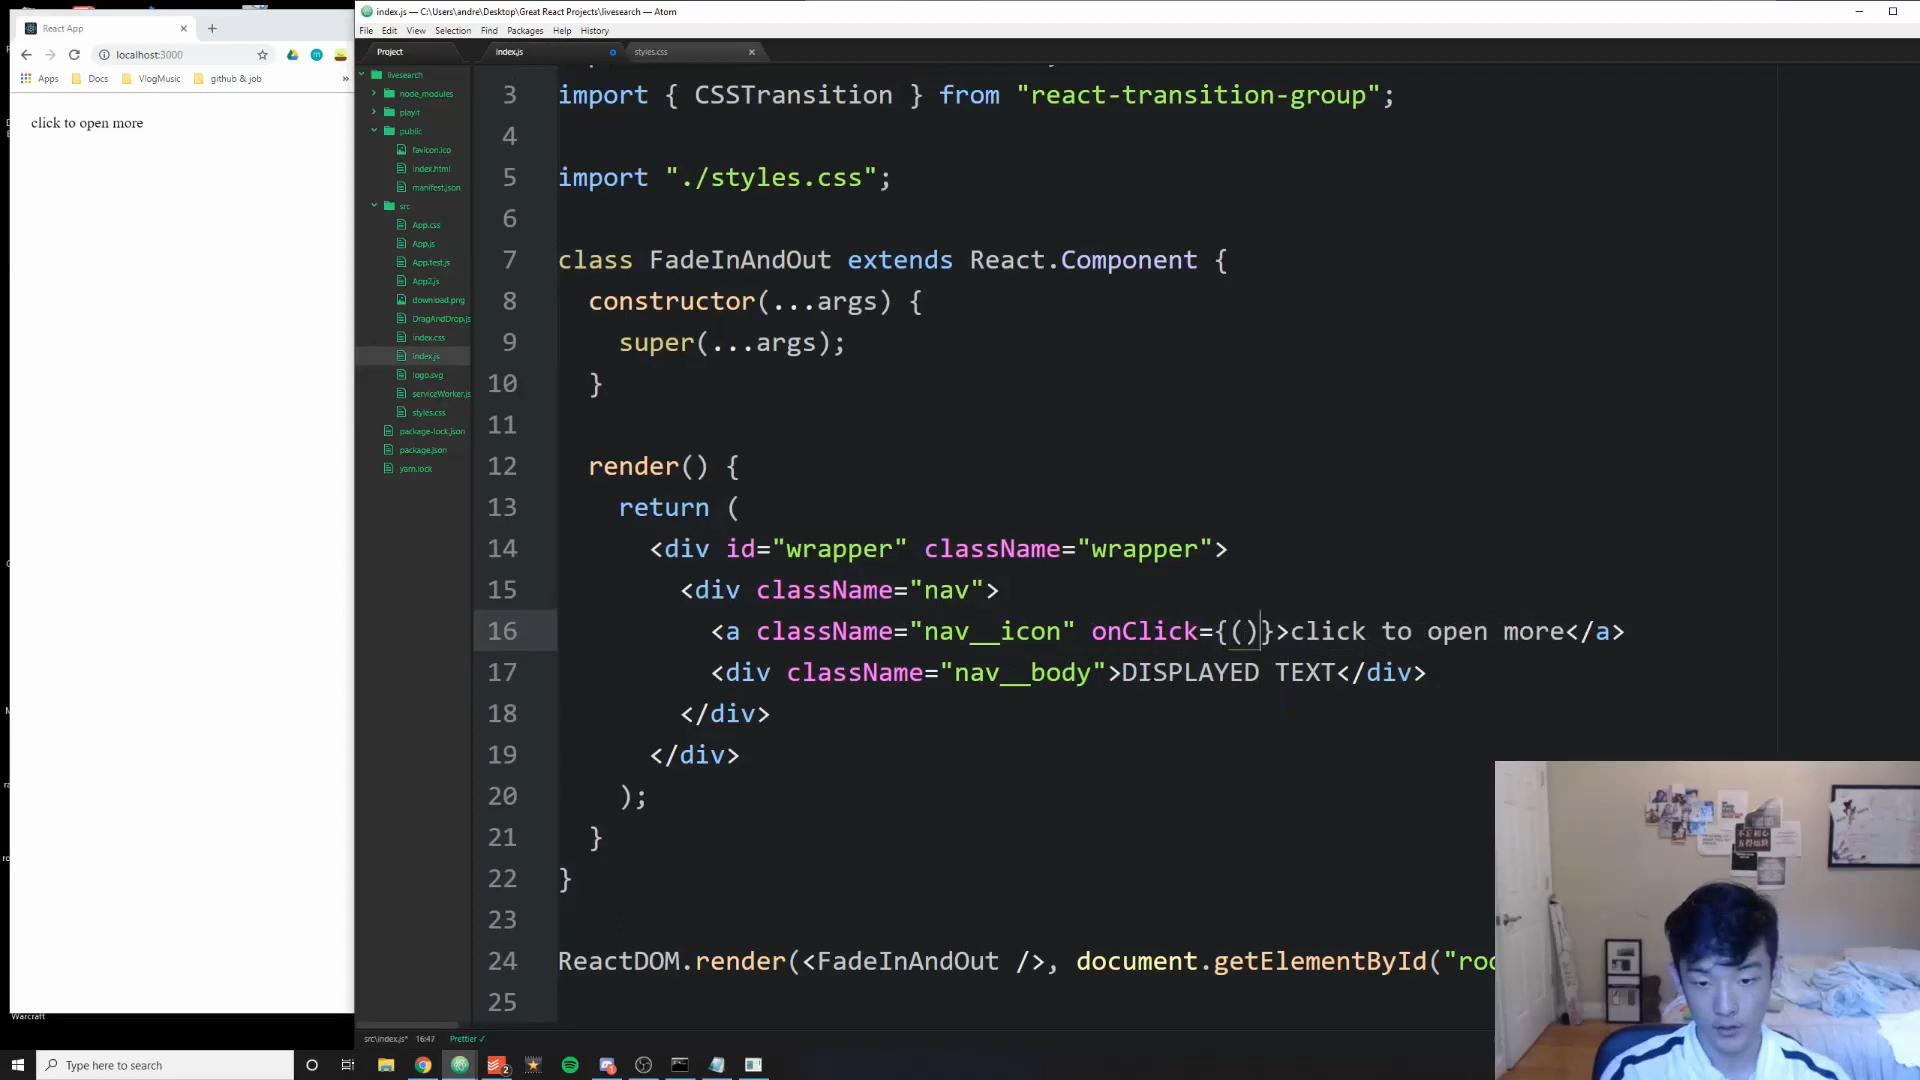 React App
localhost:3000
Apps
Docs
VlogMusic
github & job
»
click to open more
index.js — C:\Users\andre\Desktop\Great React Projects\livesearch — Atom
File Edit View Selection Find Packages Help History
Project
index.js
styles.css
livesearch
node_modules
playit
public
favicon.ico
index.html
manifest.json
src
App.css
App.js
App.test.js
App2.js
download.png
DragAndDrop.js
index.css
index.js
logo.svg
serviceWorker.js
styles.css
package-lock.json
package.json
yarn.lock
3 import { CSSTransition } from "react-transition-group";
4
5 import "./styles.css";
6
7 class FadeInAndOut extends React.Component {
8 constructor(...args) {
9 super(...args);
10 }
11
12 render() {
13 return (
14 <div id="wrapper" className="wrapper">
15 <div className="nav">
16 <a className="nav__icon" onClick={()}>click to open more</a>
17 <div className="nav__body">DISPLAYED TEXT</div>
18 </div>
19 </div>
20 );
21 }
22 }
23
24 ReactDOM.render(<FadeInAndOut />, document.getElementById("roo
25
src\index.js* 16:47 Prettier ✓
Warcraft
Type here to search
2